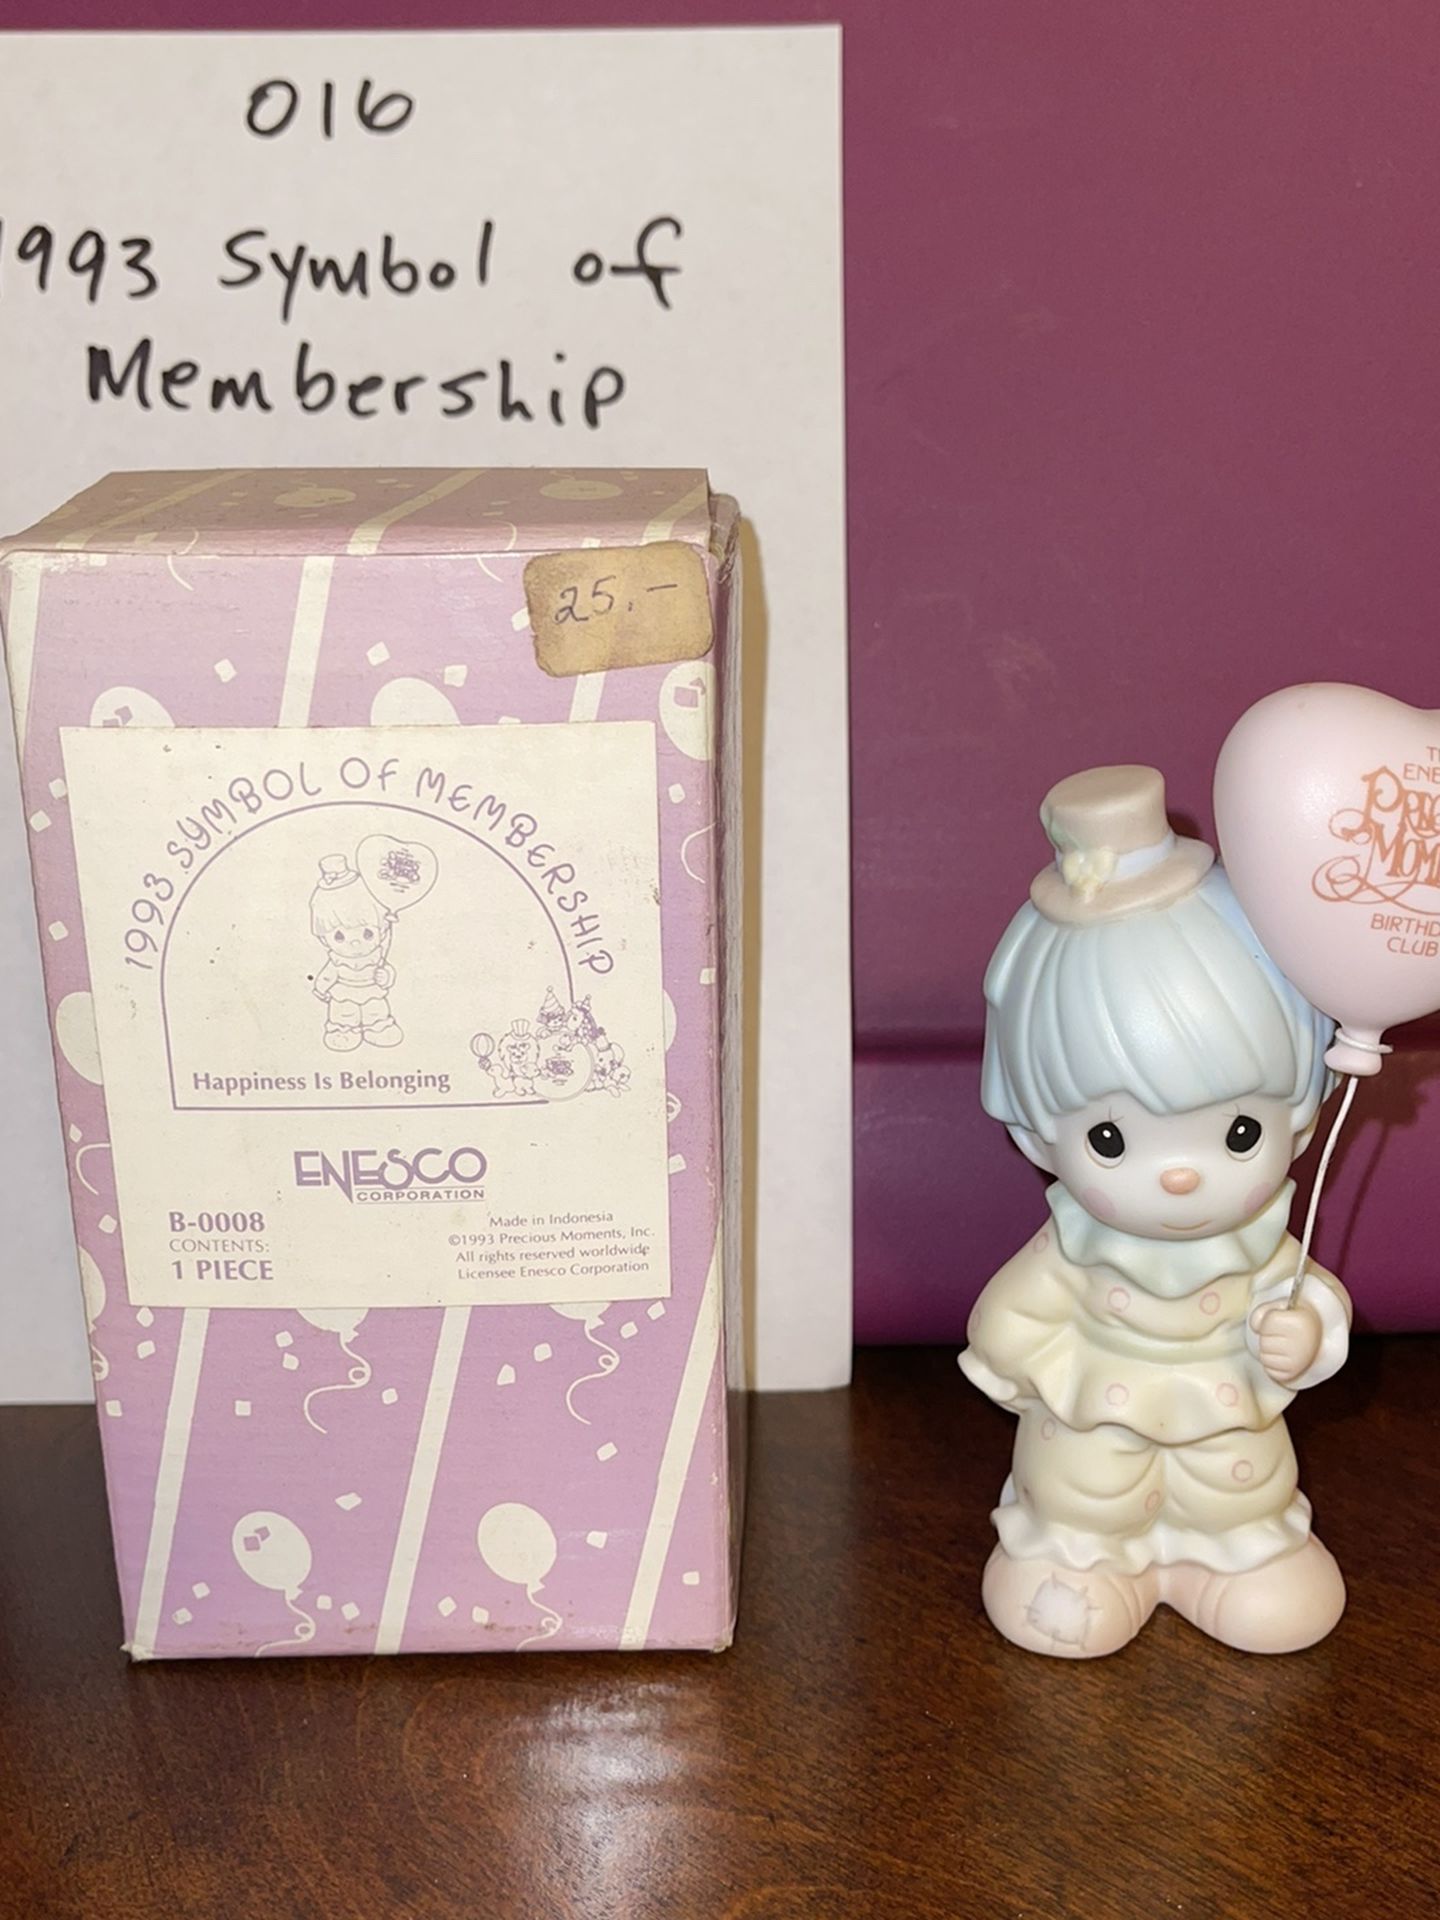 016
1993 Symbol of
Membership
25.-
1993 SYMBOL OF MEMBERSHIP
Happiness Is Belonging
ENESCO
CORPORATION
B-0008
CONTENTS:
1 PIECE
Made in Indonesia
©1993 Precious Moments, Inc.
All rights reserved worldwide
Licensee Enesco Corporation
CLUB